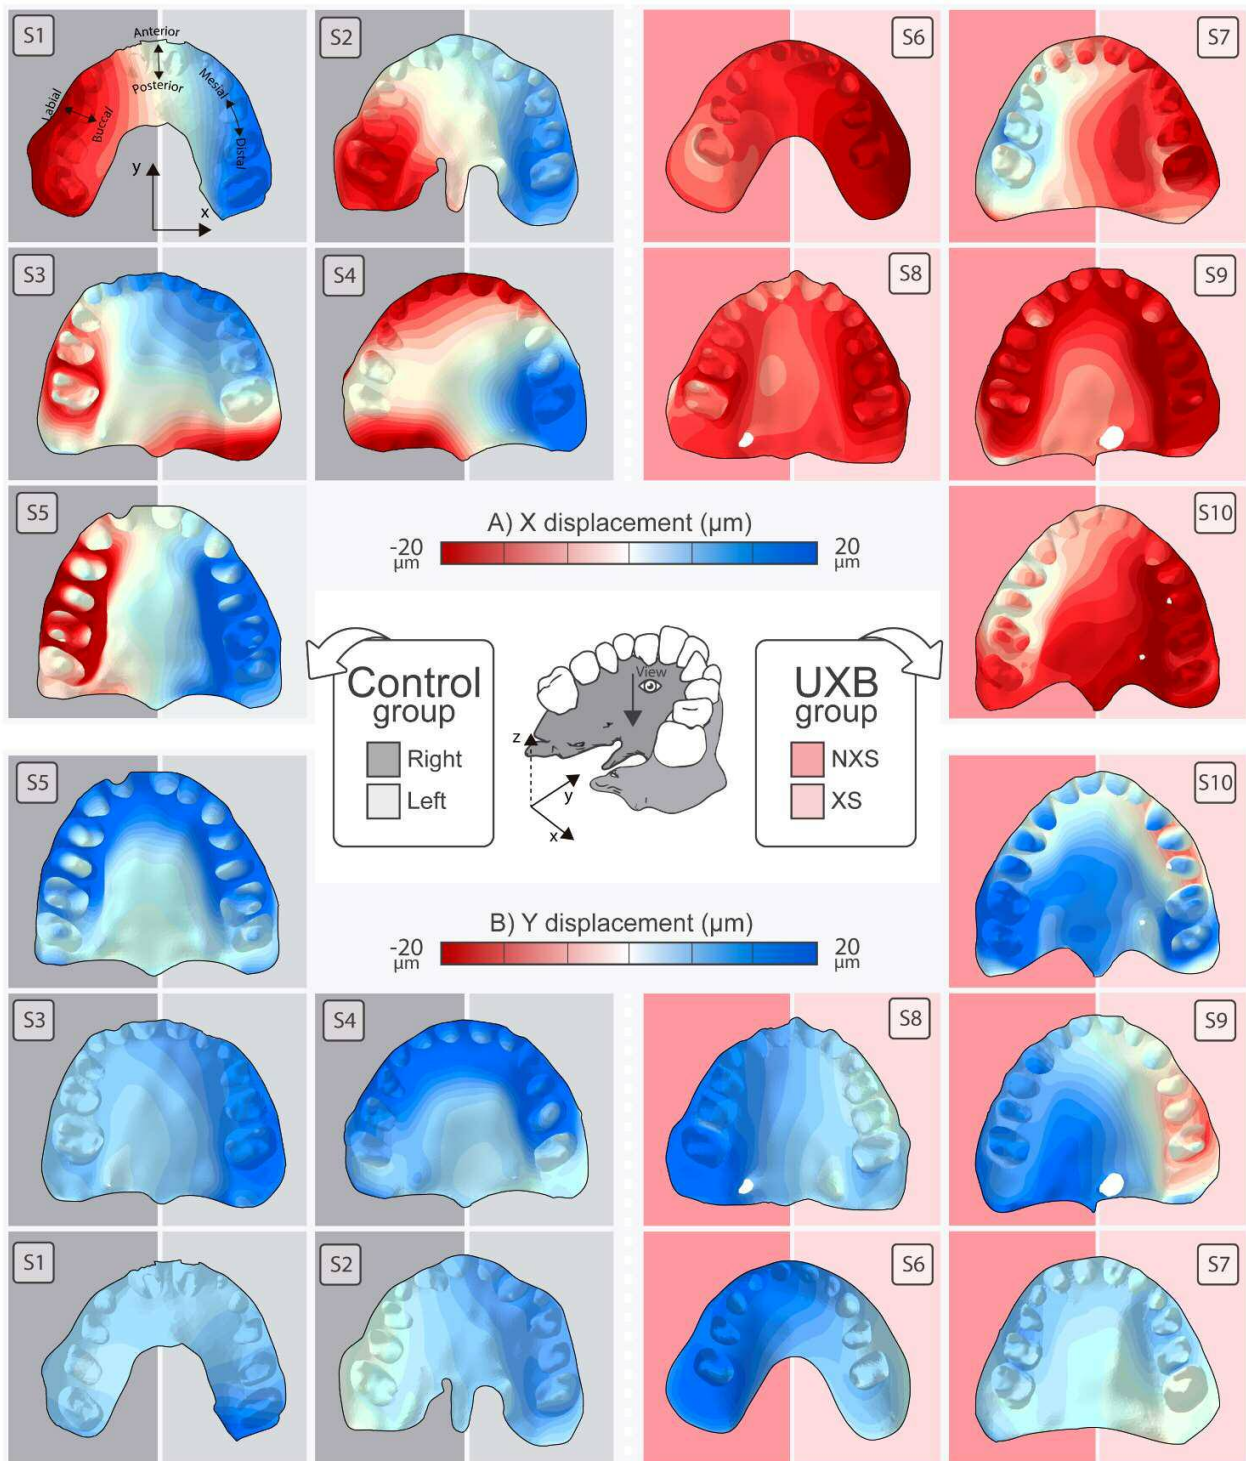 S1
Anterior
Posterior
Labial
Buccal
Mesial
Distal
y
x
S2
S6
S7
S3
S4
S8
S9
S5
S10
A) X displacement (µm)
-20
µm
20
µm
Control
group
Right
Left
View
z
y
x
UXB
group
NXS
XS
S5
S10
B) Y displacement (µm)
-20
µm
20
µm
S3
S4
S8
S9
S1
S2
S6
S7